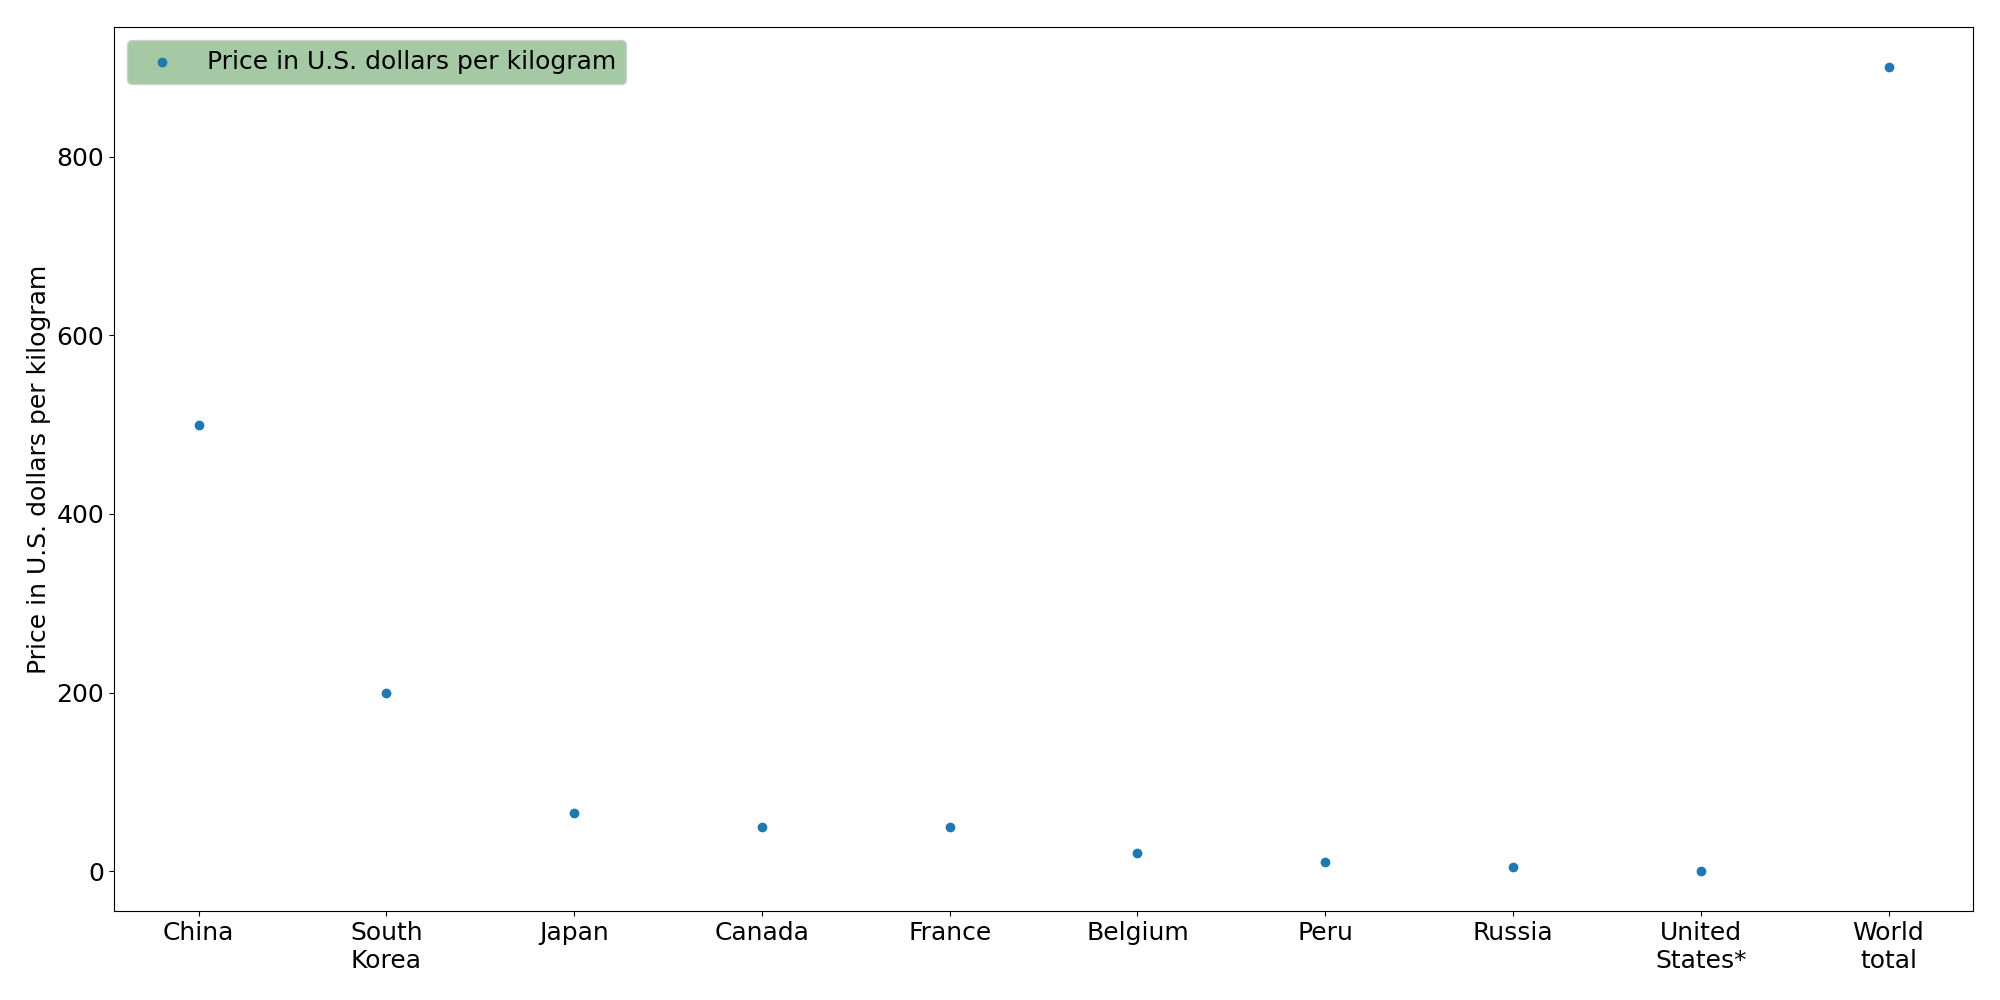 Price in U.S. dollars per kilogram
Price in U.S. dollars per kilogram
800
600
400
200
0
China
South
Korea
Japan
Canada
France
Belgium
Peru
Russia
United
States*
World
total